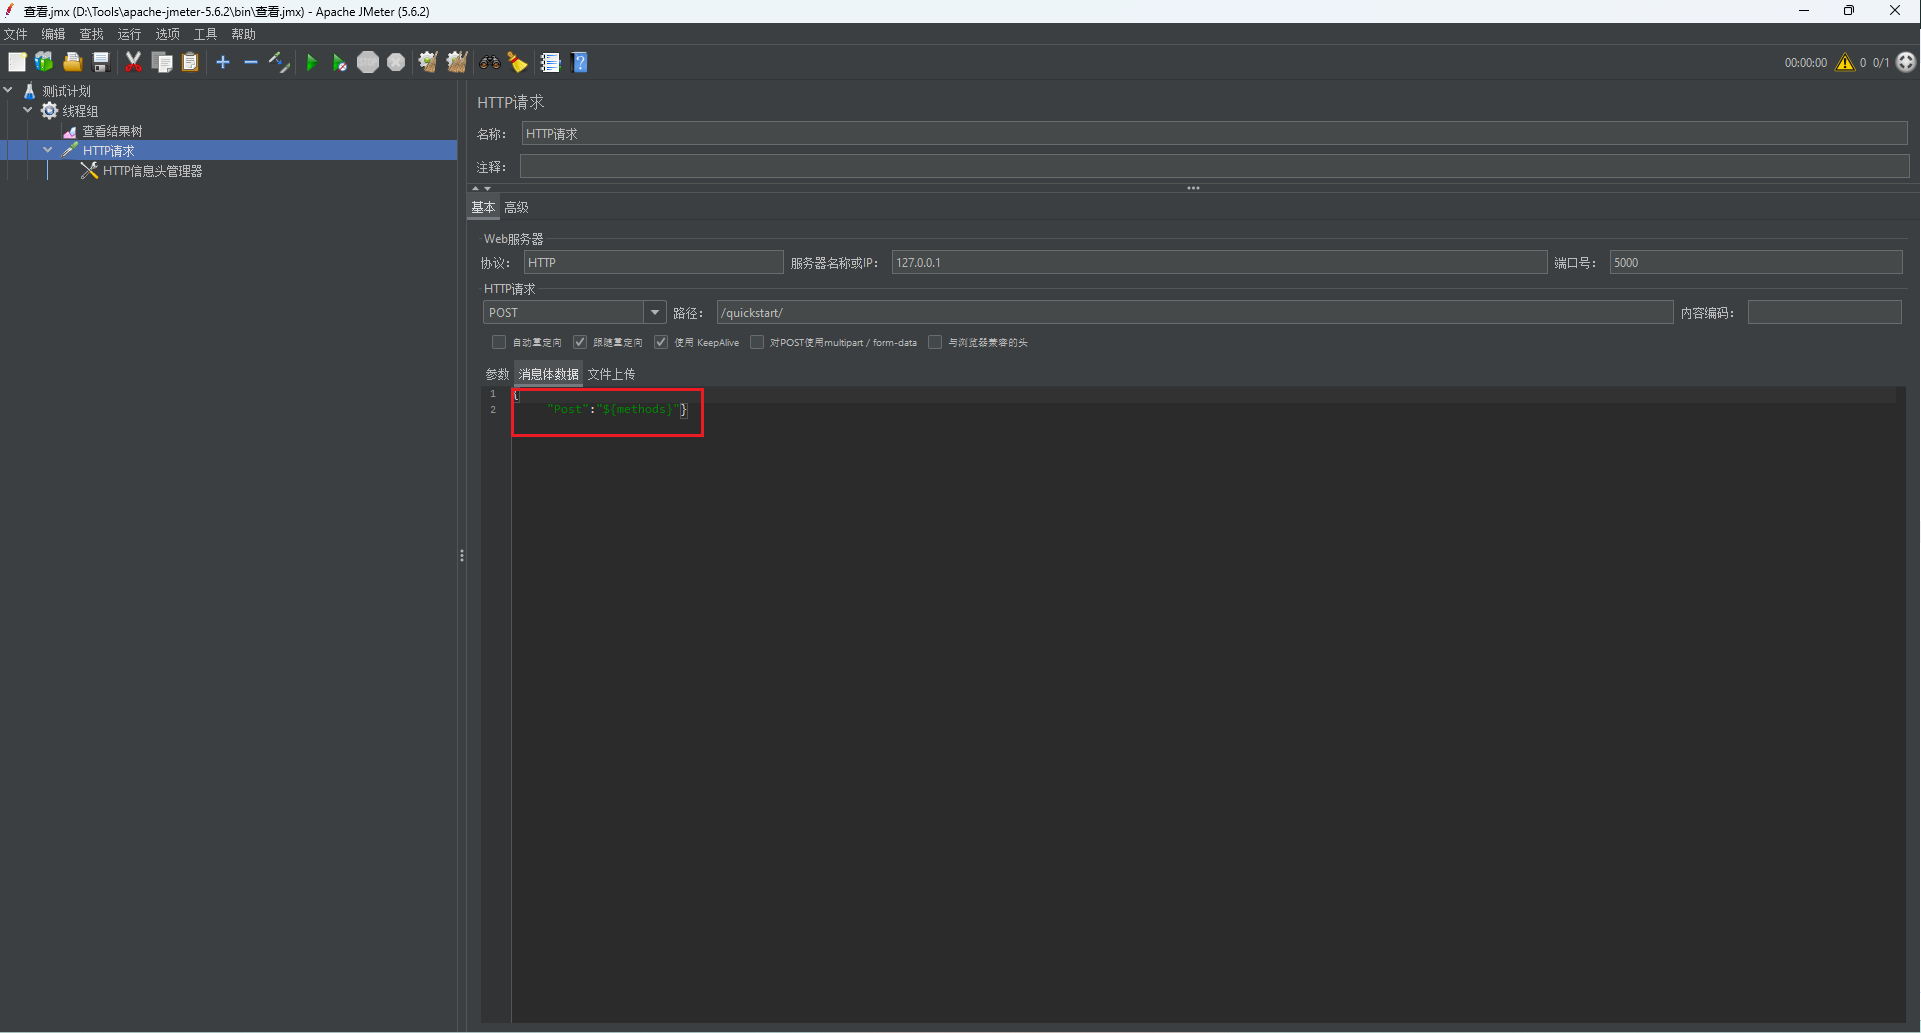 查看.jmx (D:\Tools\apache-jmeter-5.6.2\bin\查看.jmx) - Apache JMeter (5.6.2)
文件 编辑 查找 运行 选项 工具 帮助
STOP
00:00:00 0 0/1
测试计划
线程组
查看结果树
HTTP请求
HTTP信息头管理器
HTTP请求
名称： HTTP请求
注释：
基本 高级
Web服务器
协议： HTTP 服务器名称或IP： 127.0.0.1 端口号： 5000
HTTP请求
POST 路径： /quickstart/ 内容编码：
自动重定向 跟随重定向 使用 KeepAlive 对POST使用multipart / form-data 与浏览器兼容的头
参数 消息体数据 文件上传
1 {
2 "Post":"${methods}"}